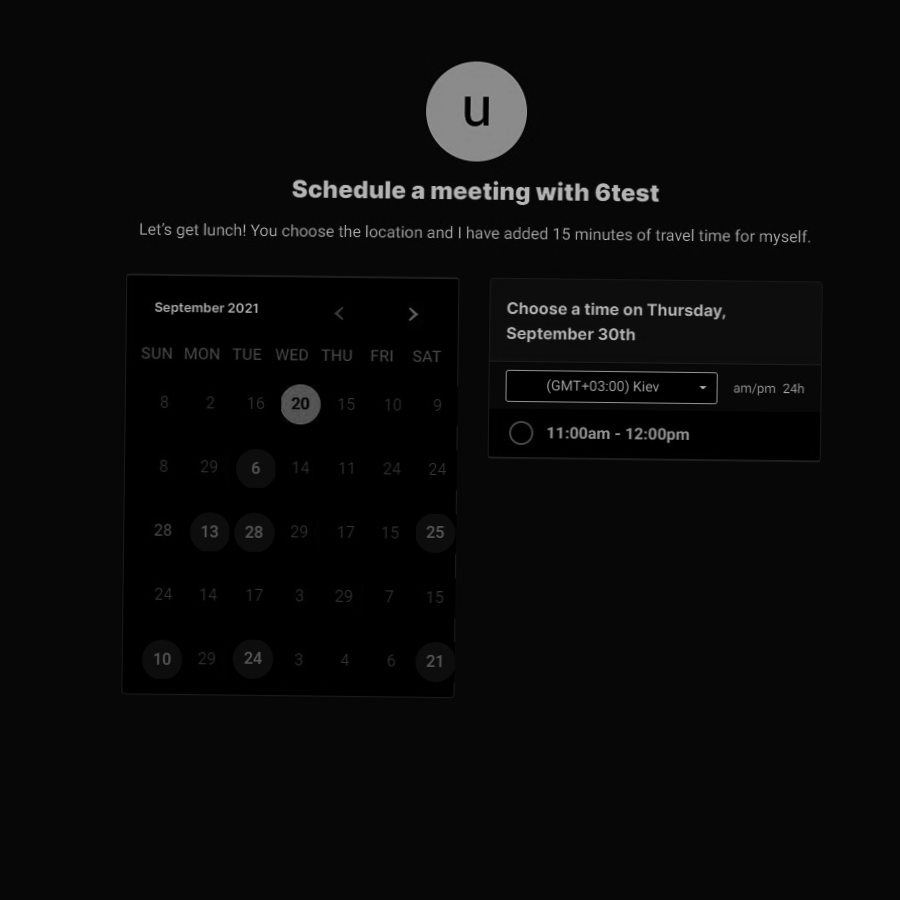 u
Schedule a meeting with 6test
Let's get lunch! You choose the location and I have added 15 minutes of travel time for myself.
September 2021
SUN MON TUE WED THU FRI SAT
8 2 16 20 15 10 9
8 29 6 14 11 24 24
28 13 28 29 17 15 25
24 14 17 3 29 7 15
10 29 24 3 4 6 21
Choose a time on Thursday,
September 30th
(GMT+03:00) Kiev
am/pm 24h
11:00am - 12:00pm